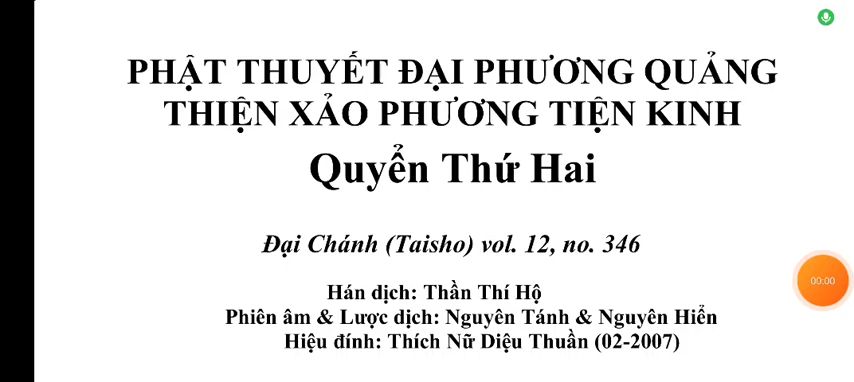 PHẬT THUYẾT ĐẠI PHƯƠNG QUẢNG
THIỆN XẢO PHƯƠNG TIỆN KINH
Quyển Thứ Hai
Đại Chánh (Taisho) vol. 12, no. 346
00:00
Hán dịch: Thần Thí Hộ
Phiên âm & Lược dịch: Nguyên Tánh & Nguyên Hiển
Hiệu đính: Thích Nữ Diệu Thuần (02-2007)